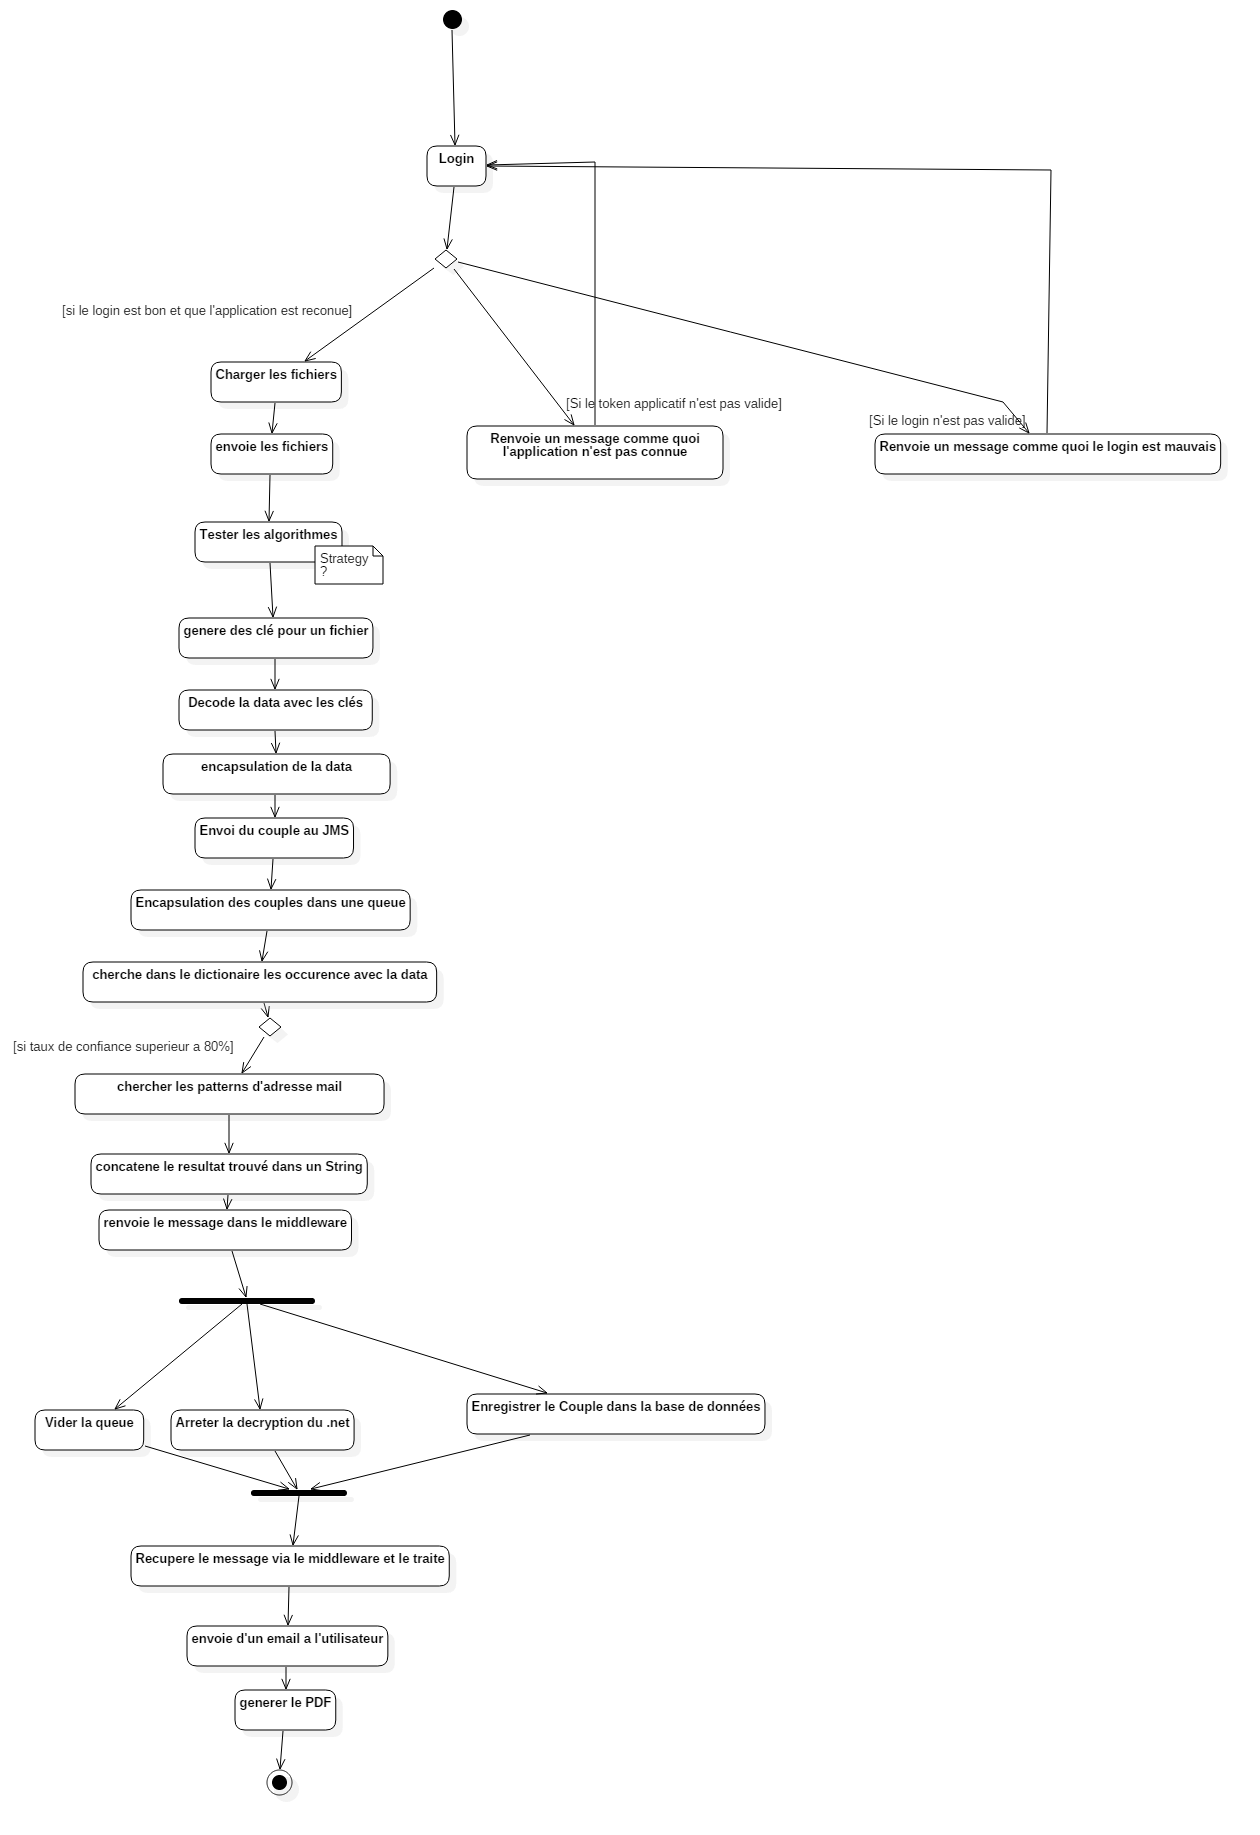 Login
[si le login est bon et que l'application est reconue]
Charger les fichiers
[Si le token applicatif n'est pas valide]
[Si le login n'est pas valide]
envoie les fichiers
Renvoie un message comme quoi
l'application n'est pas connue
Renvoie un message comme quoi le login est mauvais
Tester les algorithmes
Strategy
?
genere des clé pour un fichier
Decode la data avec les clés
encapsulation de la data
Envoi du couple au JMS
Encapsulation des couples dans une queue
cherche dans le dictionaire les occurence avec la data
[si taux de confiance superieur a 80%]
chercher les patterns d'adresse mail
concatene le resultat trouvé dans un String
renvoie le message dans le middleware
Vider la queue
Arreter la decryption du .net
Enregistrer le Couple dans la base de données
Recupere le message via le middleware et le traite
envoie d'un email a l'utilisateur
generer le PDF